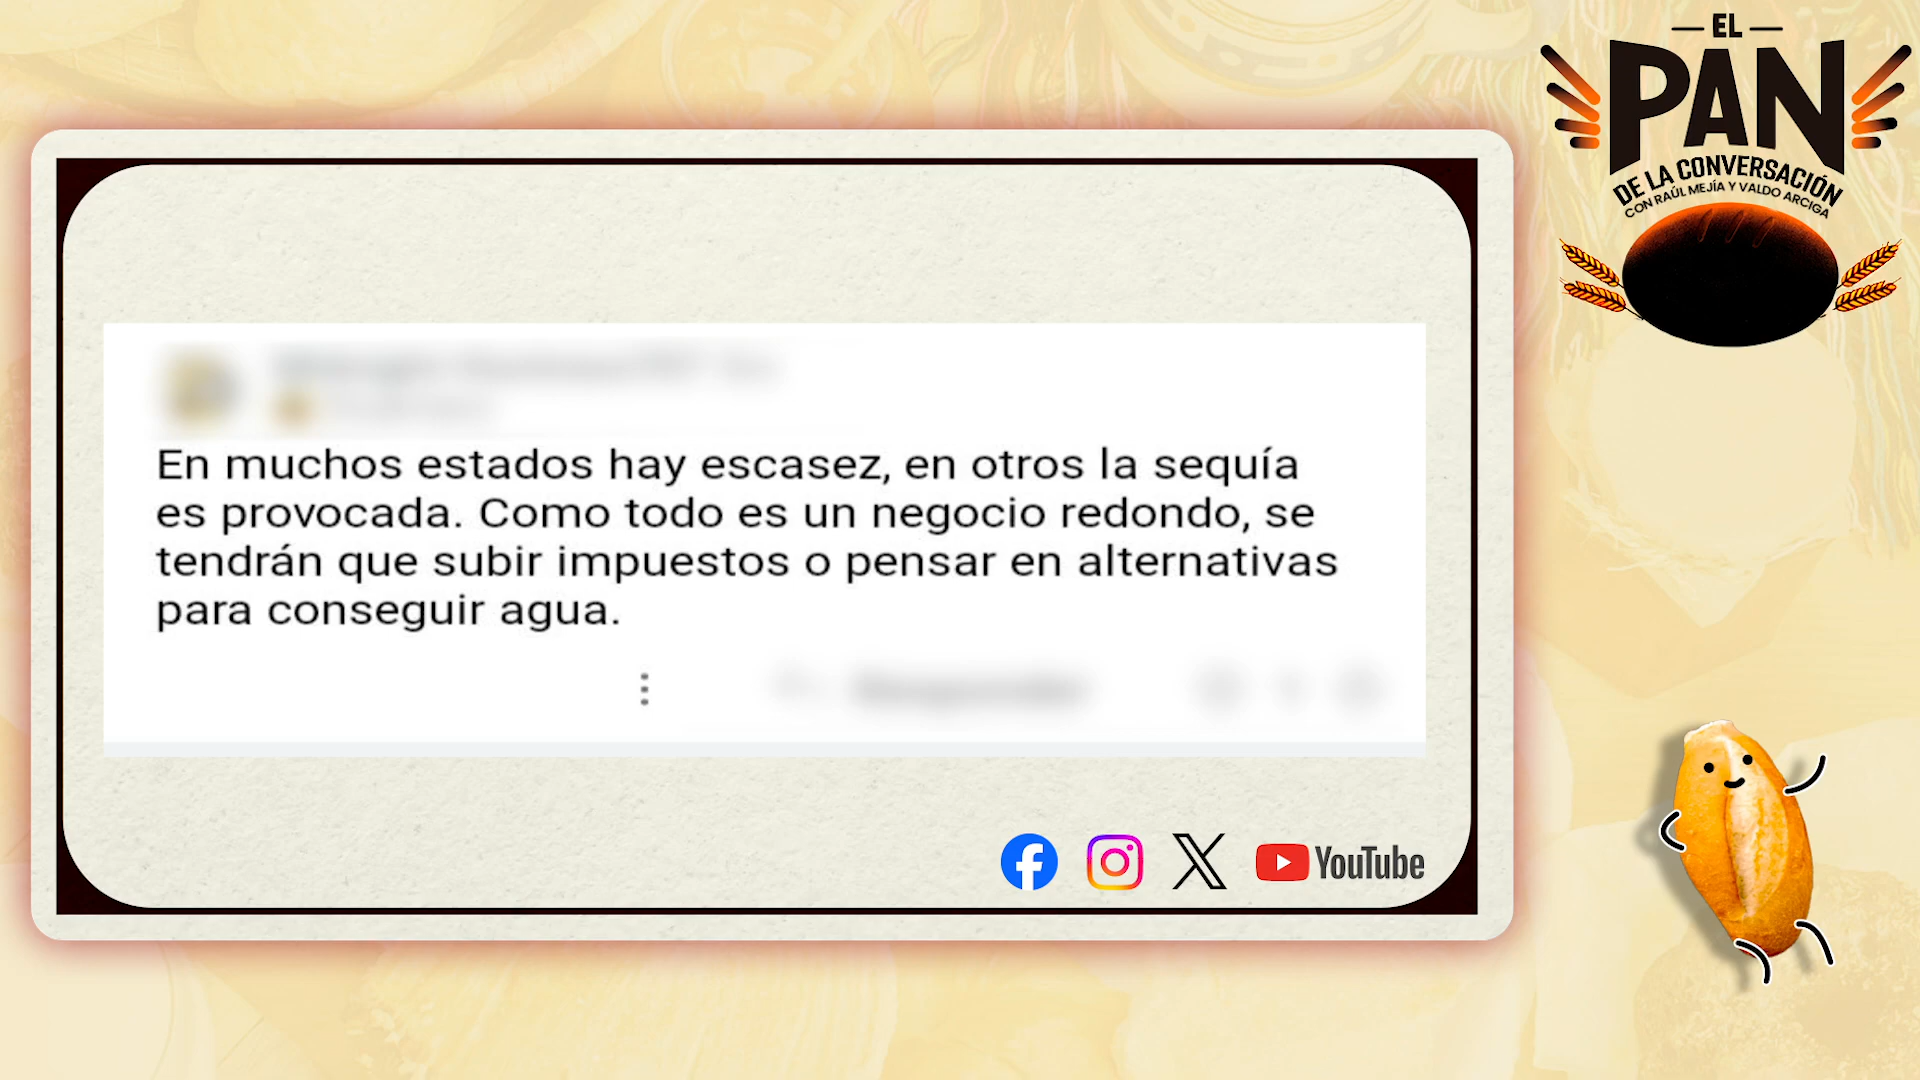 EL
PAN
DE LA CONVERSACIÓN
CON RAÚL MEJÍA Y VALDO ARCIGA
En muchos estados hay escasez, en otros la sequía
es provocada. Como todo es un negocio redondo, se
tendrán que subir impuestos o pensar en alternativas
para conseguir agua.
YouTube